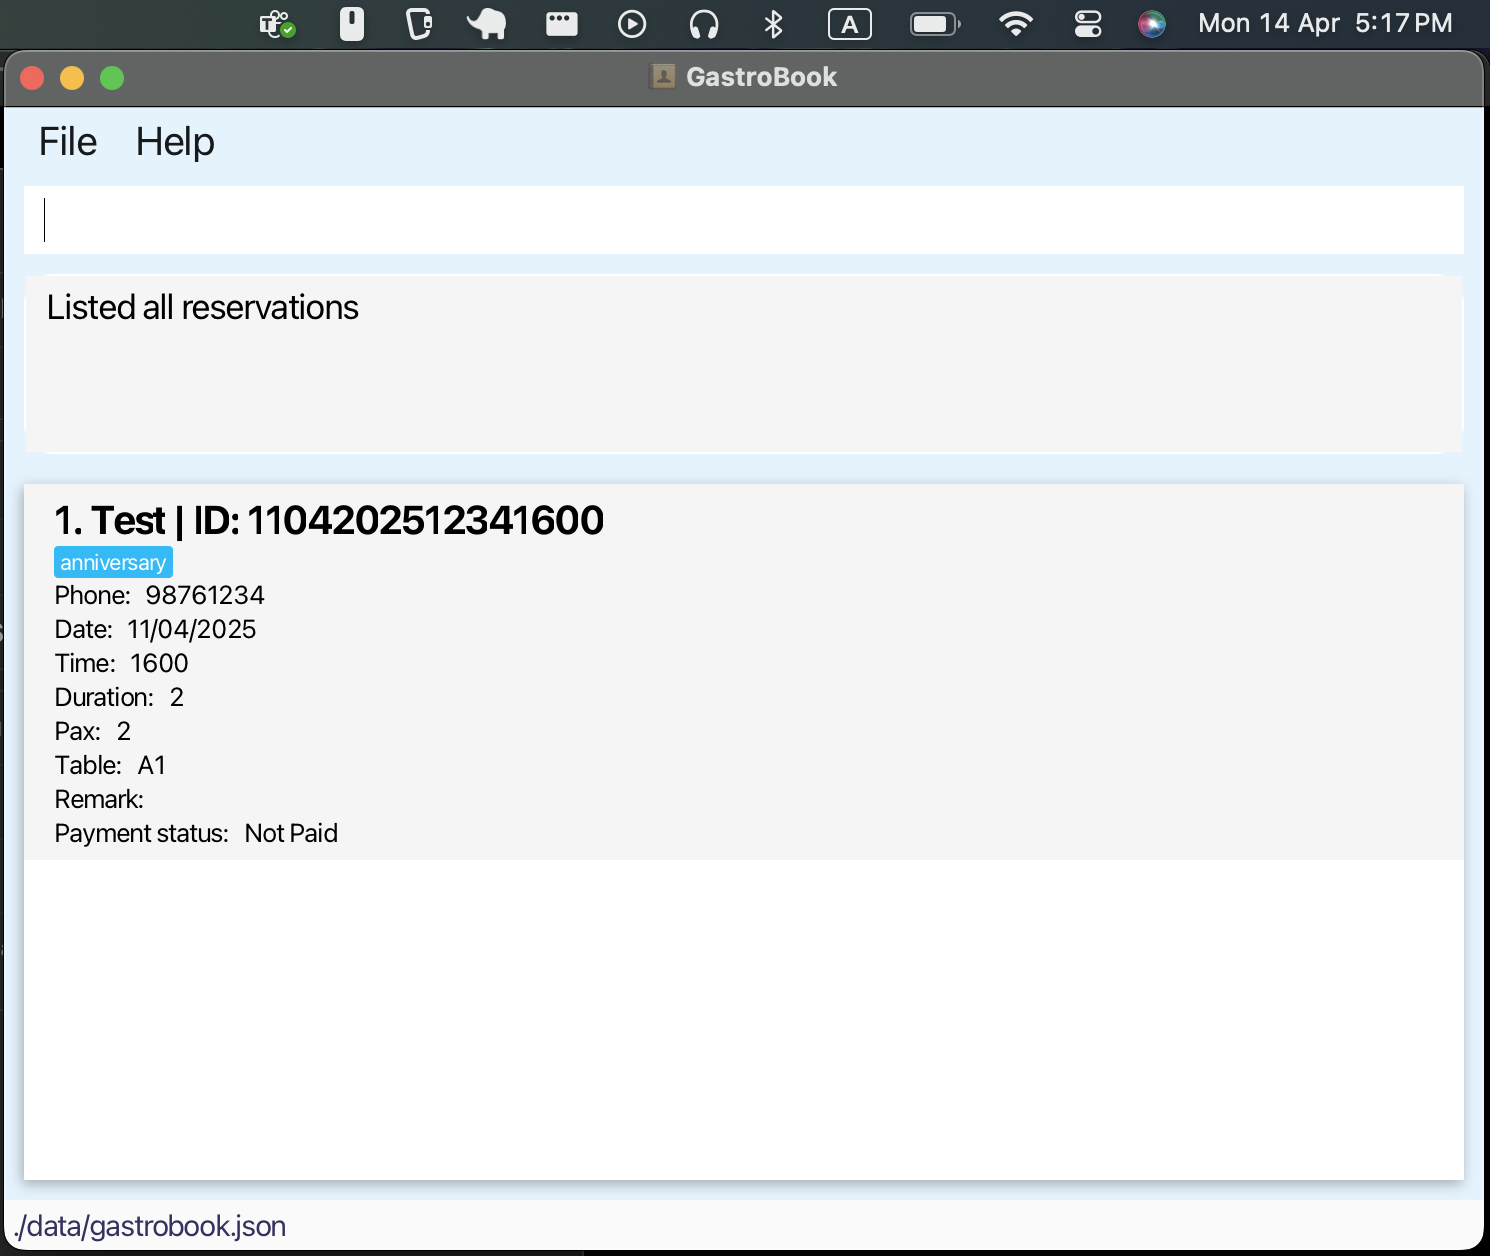 A Mon 14 Apr 5:17 PM
GastroBook
File Help
Listed all reservations
1. Test | ID: 1104202512341600
anniversary
Phone: 98761234
Date: 11/04/2025
Time: 1600
Duration: 2
Pax: 2
Table: A1
Remark:
Payment status: Not Paid
./data/gastrobook.json